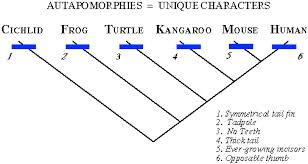 AUTAPOMORPHIES = UNIQUE CHARACTERS
CICHLID FROG TURTLE KANGAROO MOUSE HUMAN
1 2 3 4 5 6
1. Symmetrical tail fin
2. Tadpole
3. No Teeth
4. Thick tail
5. Ever-growing incisors
6. Opposable thumb